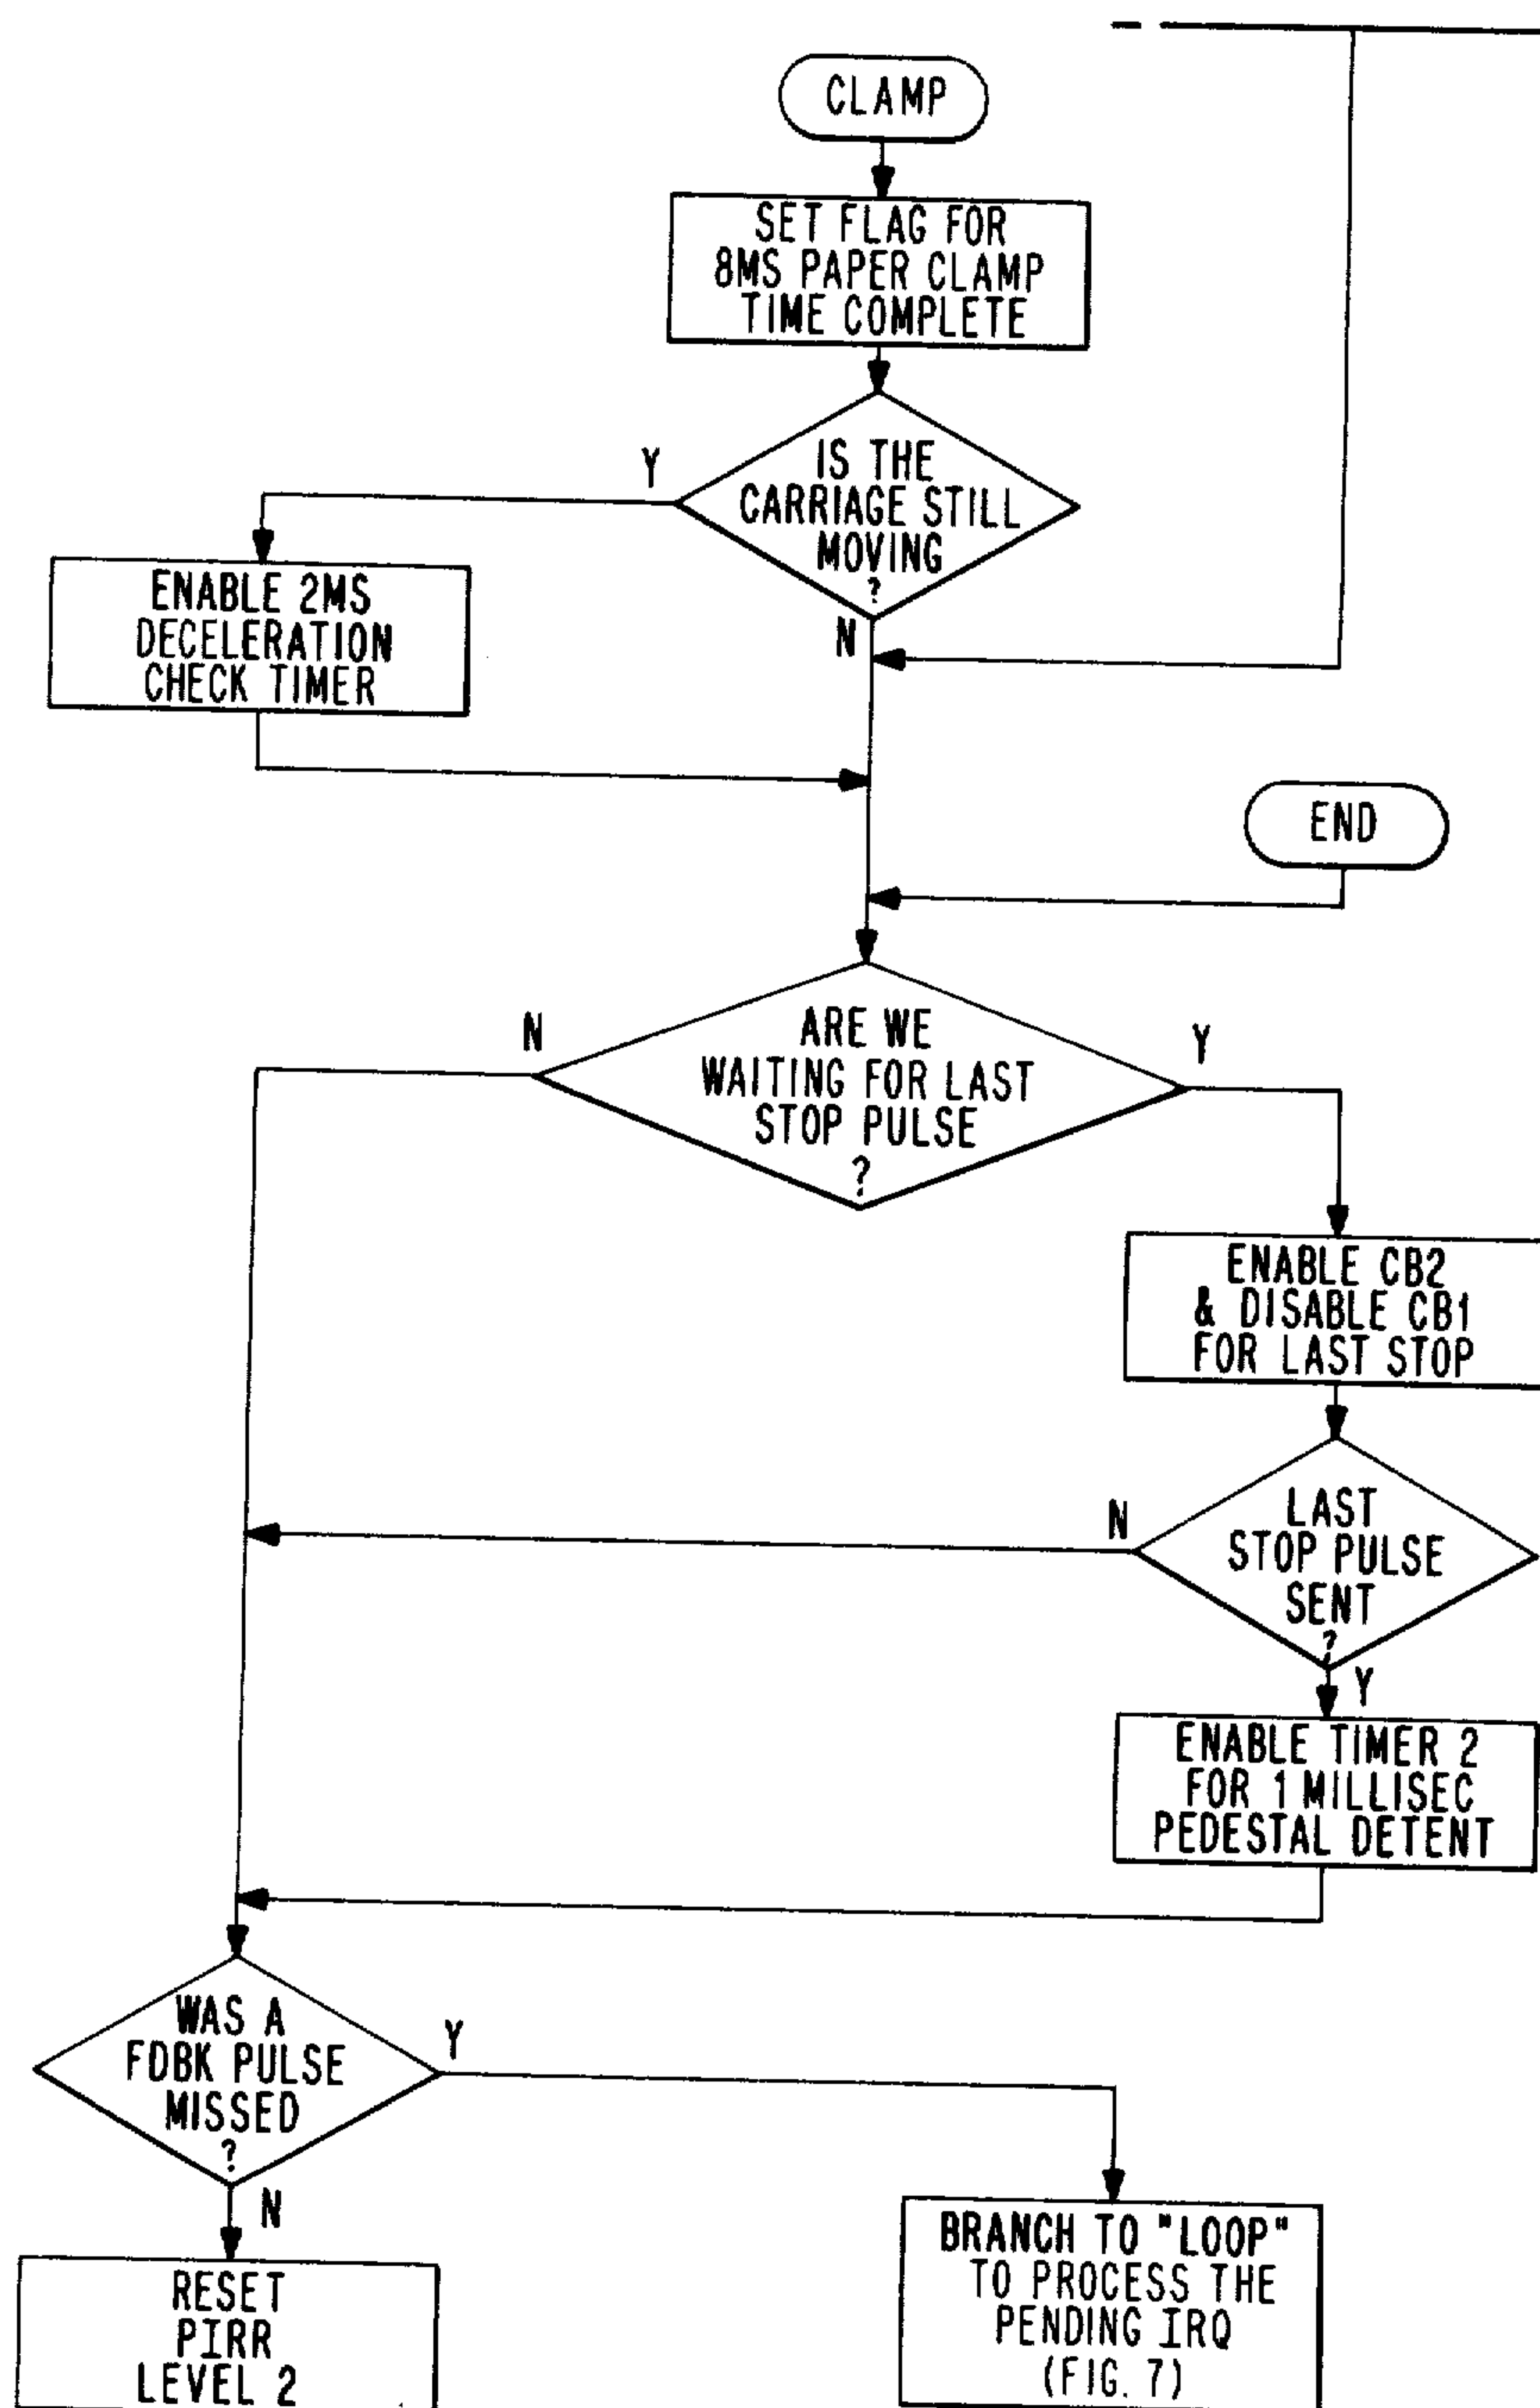 CLAMP
SET FLAG FOR
8MS PAPER CLAMP
TIME COMPLETE
Y
IS THE
CARRIAGE STILL
MOVING
?
N
ENABLE 2MS
DECELERATION
CHECK TIMER
END
N
ARE WE
WAITING FOR LAST
STOP PULSE
?
Y
ENABLE CB2
& DISABLE CB1
FOR LAST STOP
N
LAST
STOP PULSE
SENT
?
Y
ENABLE TIMER 2
FOR 1 MILLISEC
PEDESTAL DETENT
WAS A
FDBK PULSE
MISSED
?
Y
N
RESET
PIRR
LEVEL 2
BRANCH TO "LOOP"
TO PROCESS THE
PENDING IRQ
(FIG. 7)